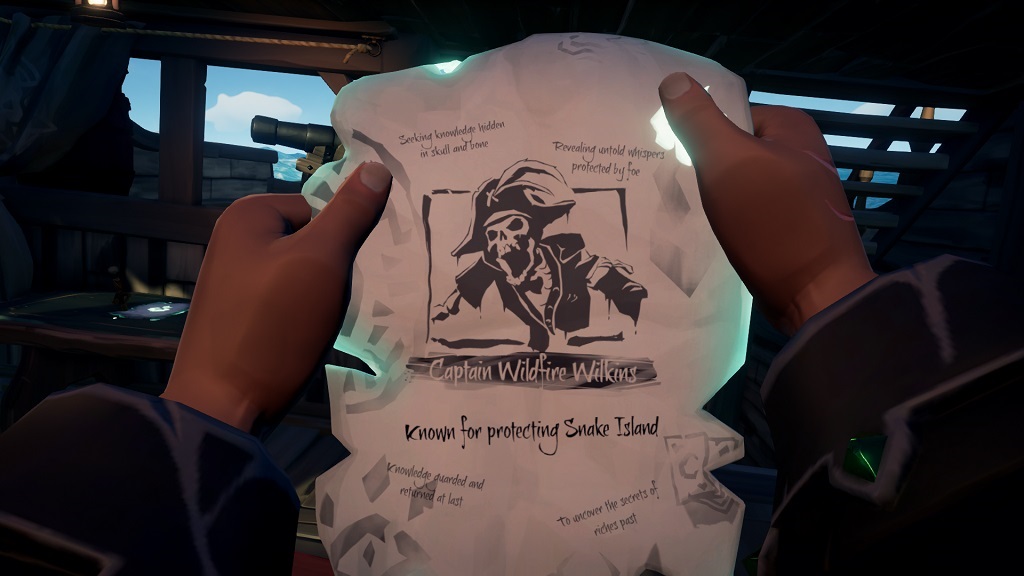 Seeking knowledge hidden
in skull and bone
Revealing untold whispers
protected by foe
Captain Wildfire Wilkins
Known for protecting Snake Island
Knowledge guarded and
returned at last
To uncover the secrets of
riches past